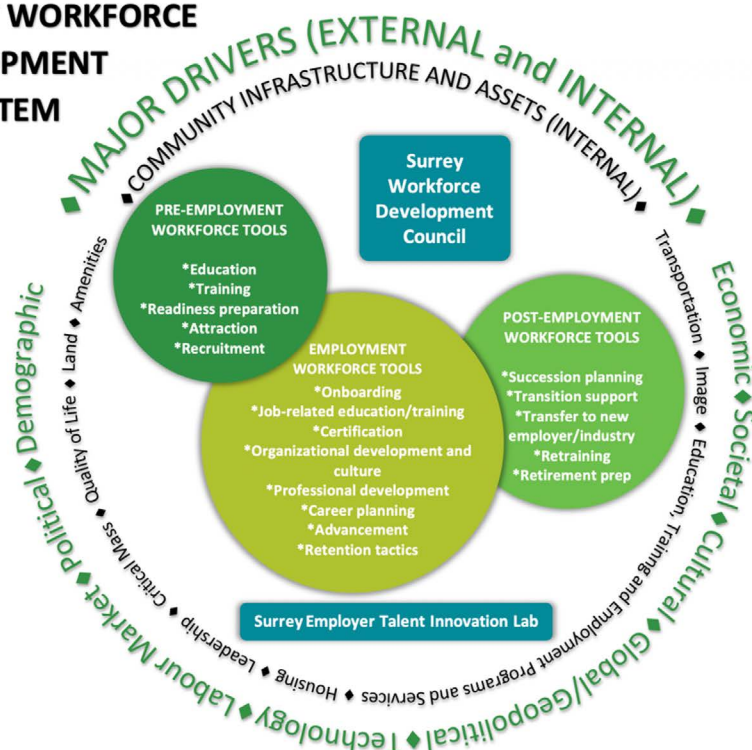 WORKFORCE
PMENT
TEM
♦ MAJOR DRIVERS (EXTERNAL and INTERNAL) ♦
♦ COMMUNITY INFRASTRUCTURE AND ASSETS (INTERNAL) ♦
Surrey
Workforce
Development
Council
PRE-EMPLOYMENT
WORKFORCE TOOLS
*Education
*Training
*Readiness preparation
*Attraction
*Recruitment
EMPLOYMENT
WORKFORCE TOOLS
*Onboarding
*Job-related education/training
*Certification
*Organizational development and
culture
*Professional development
*Career planning
*Advancement
*Retention tactics
POST-EMPLOYMENT
WORKFORCE TOOLS
*Succession planning
*Transition support
*Transfer to new
employer/industry
*Retraining
*Retirement prep
Surrey Employer Talent Innovation Lab
Transportation ♦ Image ♦ Education, Training and Employment Programs and Services ♦ Housing ♦ Leadership ♦ Critical Mass ♦ Quality of Life ♦ Land ♦ Amenities
Economic ♦ Societal ♦ Cultural ♦ Global/Geopolitical ♦ Technology ♦ Labour Market ♦ Political ♦ Demographic